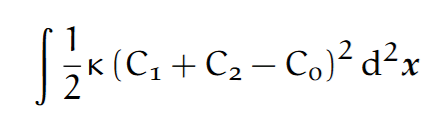 ∫ 1/2 κ (C₁ + C₂ − C₀)² d²x